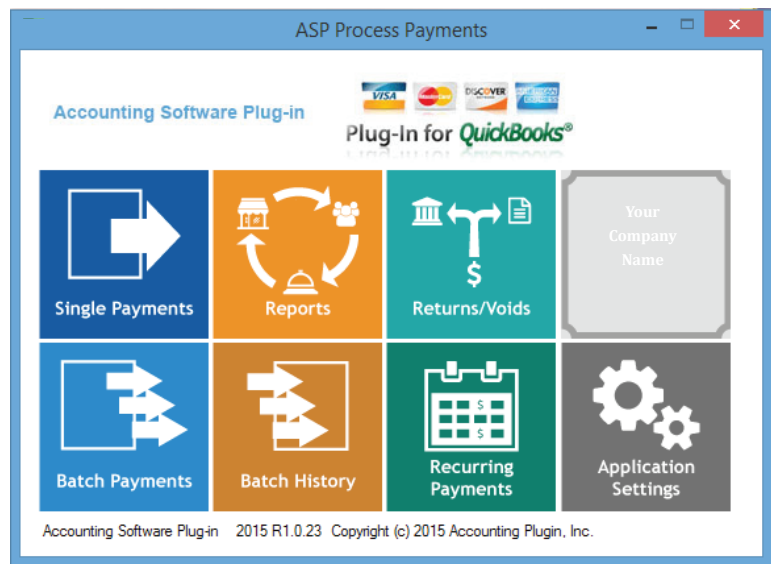 ASP Process Payments
Accounting Software Plug-in
VISA MasterCard DISCOVER AMERICAN EXPRESS
Plug-In for QuickBooks®
Single Payments
Reports
$
Returns/Voids
Your
Company
Name
Batch Payments
Batch History
$
$
Recurring
Payments
Application
Settings
Accounting Software Plug-in 2015 R1.0.23 Copyright (c) 2015 Accounting Plugin, Inc.